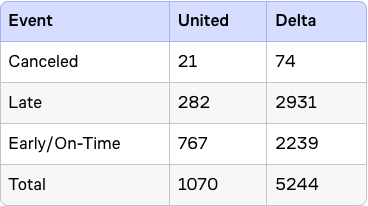 Event United Delta
Canceled 21 74
Late 282 2931
Early/On-Time 767 2239
Total 1070 5244